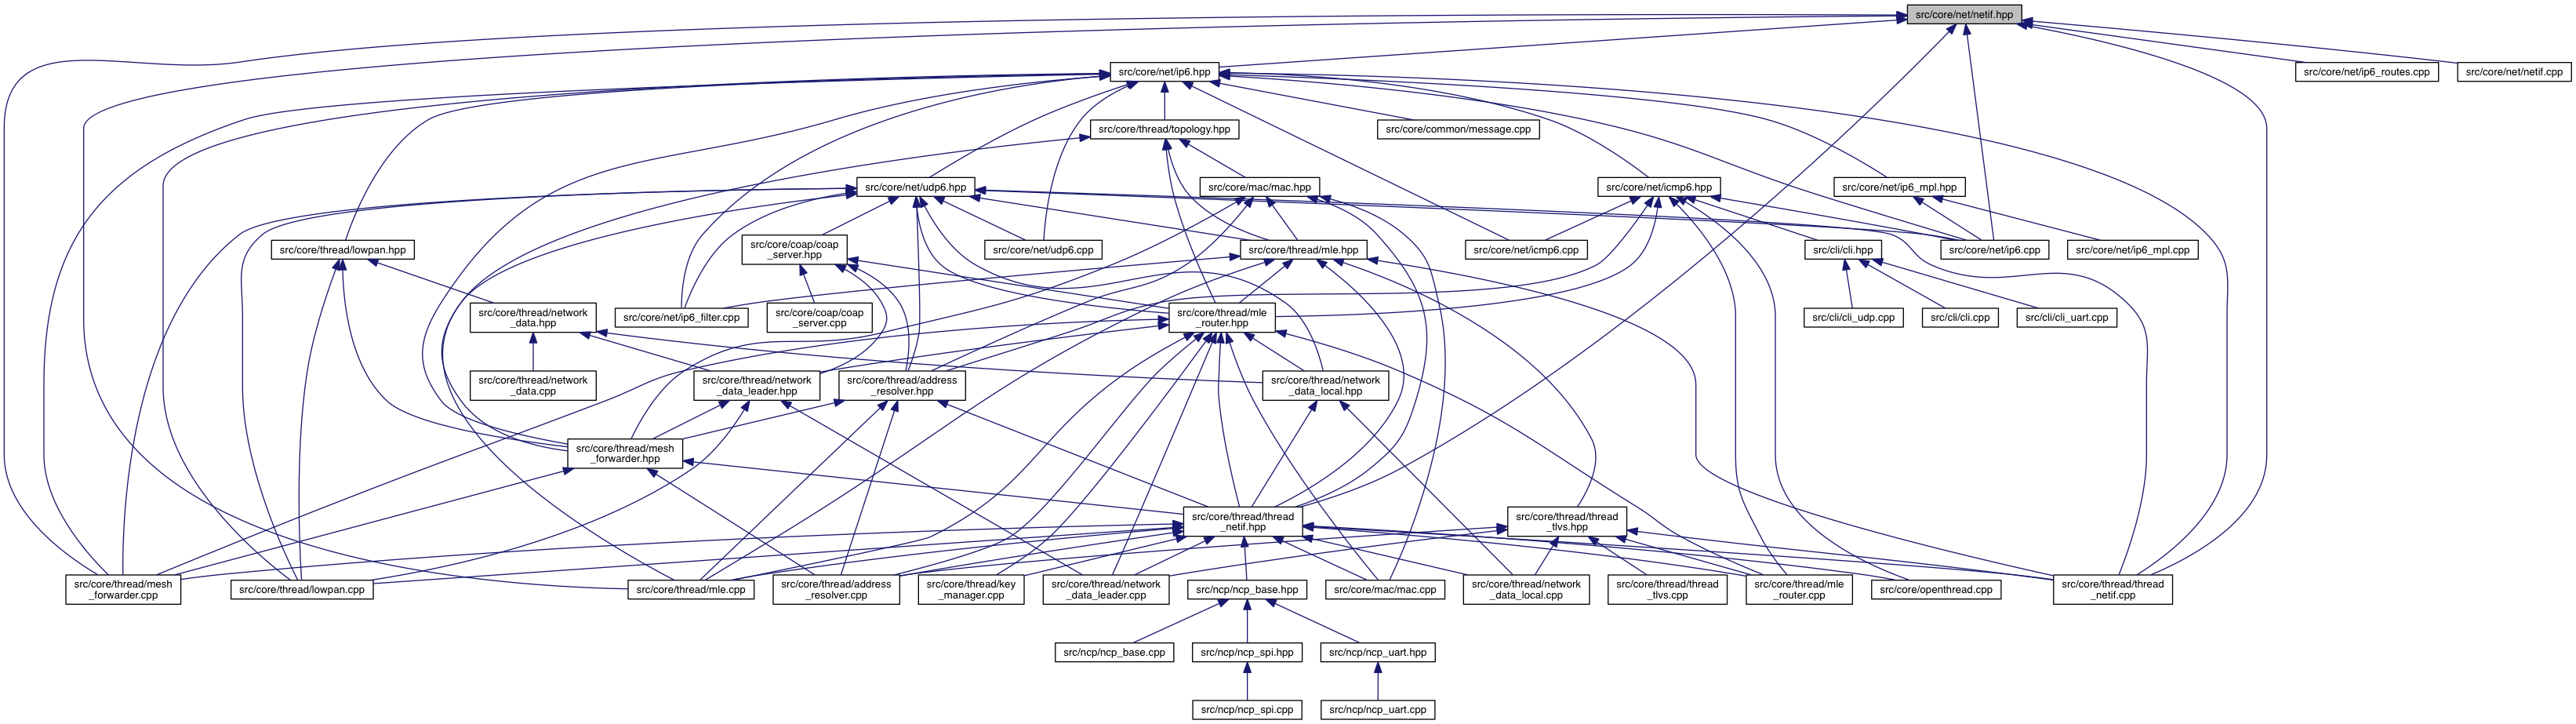 src/core/net/netif.hpp
src/core/net/ip6.hpp
src/core/net/ip6_routes.cpp
src/core/net/netif.cpp
src/core/thread/topology.hpp
src/core/common/message.cpp
src/core/net/udp6.hpp
src/core/mac/mac.hpp
src/core/net/icmp6.hpp
src/core/net/ip6_mpl.hpp
src/core/thread/lowpan.hpp
src/core/coap/coap
_server.hpp
src/core/net/udp6.cpp
src/core/thread/mle.hpp
src/core/net/icmp6.cpp
src/cli/cli.hpp
src/core/net/ip6.cpp
src/core/net/ip6_mpl.cpp
src/core/thread/network
_data.hpp
src/core/net/ip6_filter.cpp
src/core/coap/coap
_server.cpp
src/core/thread/mle
_router.hpp
src/cli/cli_udp.cpp
src/cli/cli.cpp
src/cli/cli_uart.cpp
src/core/thread/network
_data.cpp
src/core/thread/network
_data_leader.hpp
src/core/thread/address
_resolver.hpp
src/core/thread/network
_data_local.hpp
src/core/thread/mesh
_forwarder.hpp
src/core/thread/thread
_netif.hpp
src/core/thread/thread
_tlvs.hpp
src/core/thread/mesh
_forwarder.cpp
src/core/thread/lowpan.cpp
src/core/thread/mle.cpp
src/core/thread/address
_resolver.cpp
src/core/thread/key
_manager.cpp
src/core/thread/network
_data_leader.cpp
src/ncp/ncp_base.hpp
src/core/mac/mac.cpp
src/core/thread/network
_data_local.cpp
src/core/thread/thread
_tlvs.cpp
src/core/thread/mle
_router.cpp
src/core/openthread.cpp
src/core/thread/thread
_netif.cpp
src/ncp/ncp_base.cpp
src/ncp/ncp_spi.hpp
src/ncp/ncp_uart.hpp
src/ncp/ncp_spi.cpp
src/ncp/ncp_uart.cpp